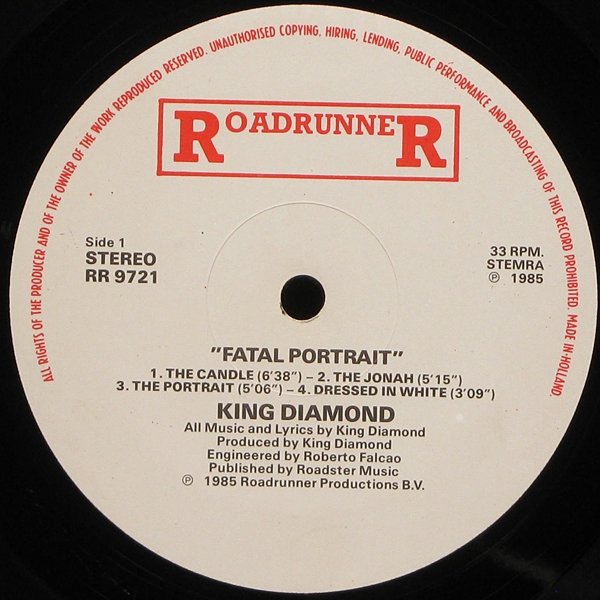 ALL RIGHTS OF THE PRODUCER AND OF THE OWNER OF THE WORK REPRODUCED RESERVED. UNAUTHORISED COPYING, HIRING, LENDING, PUBLIC PERFORMANCE AND BROADCASTING OF THIS RECORD PROHIBITED. MADE IN HOLLAND.
ROADRUNNER
Side 1
STEREO
RR 9721
33 RPM.
STEMRA
℗ 1985
"FATAL PORTRAIT"
1. THE CANDLE (6'38") – 2. THE JONAH (5'15")
3. THE PORTRAIT (5'06") – 4. DRESSED IN WHITE (3'09")
KING DIAMOND
All Music and Lyrics by King Diamond
Produced by King Diamond
Engineered by Roberto Falcao
Published by Roadster Music
℗ 1985 Roadrunner Productions B.V.